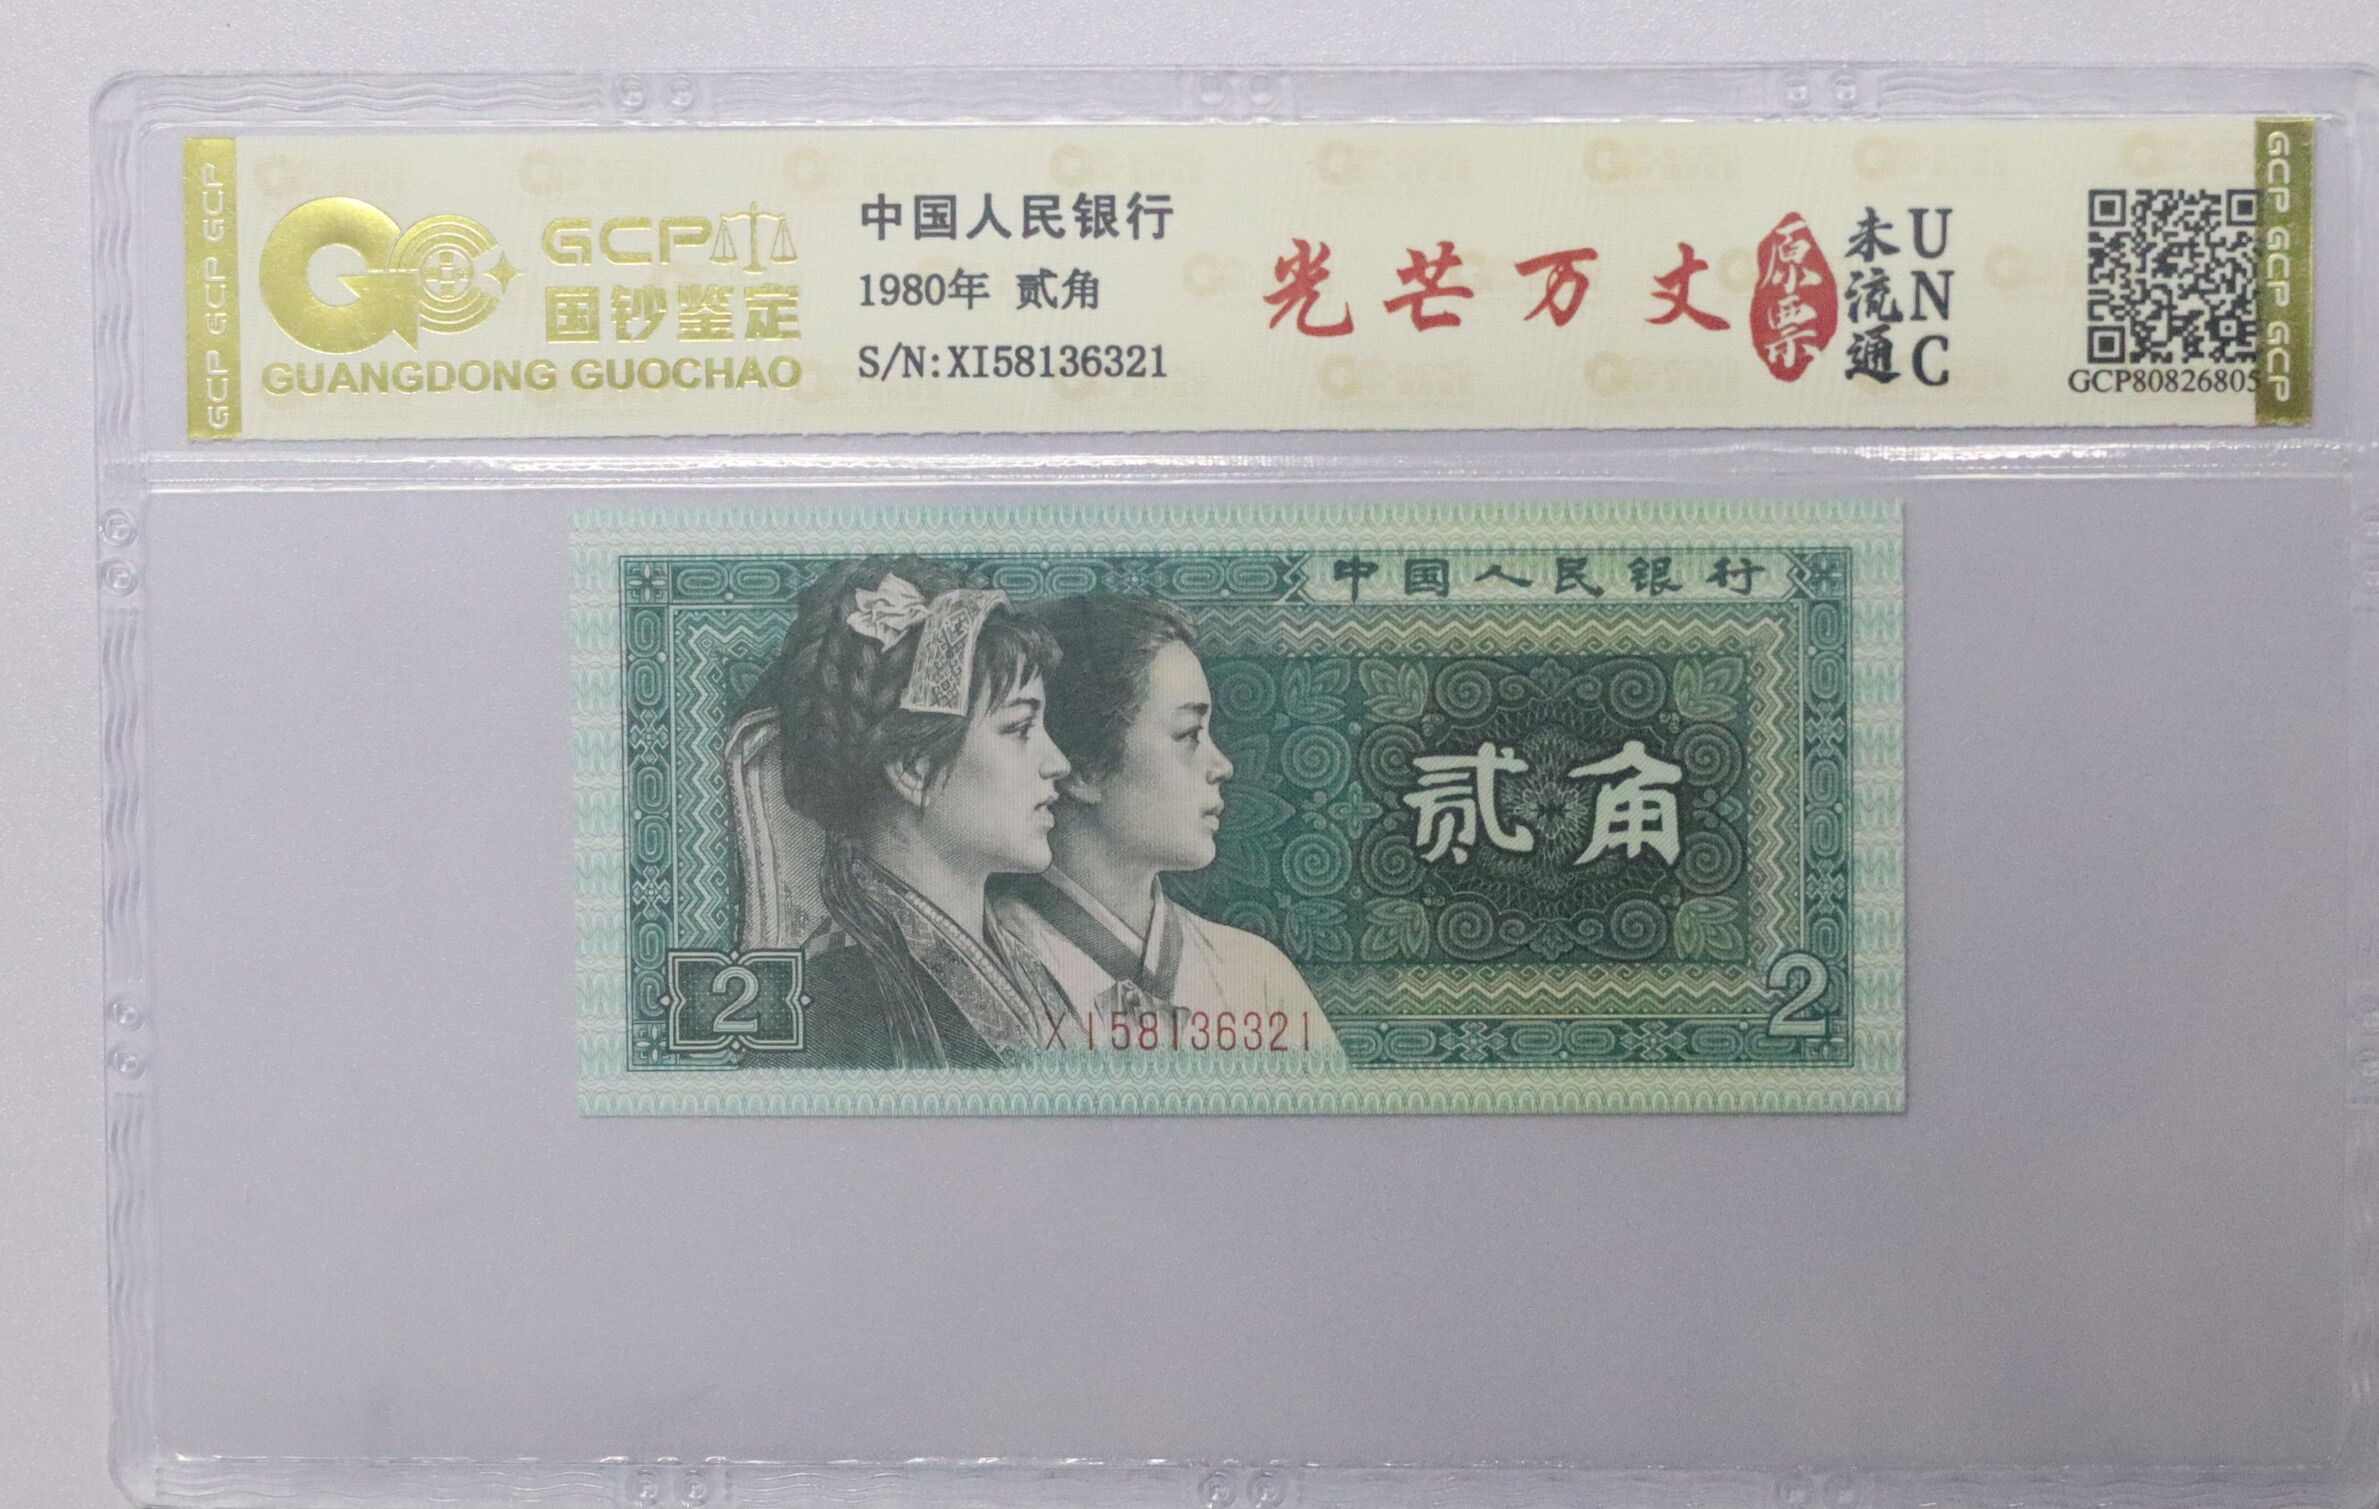 GCP GCP GCP
GCP
国钞鉴定
GUANGDONG GUOCHAO
中国人民银行
1980年 贰角
S/N:XI58136321
光芒万丈
原票
未流通
UNC
GCP80826805
GCP GCP GCP
中国人民银行
贰角
2
XI58136321
2